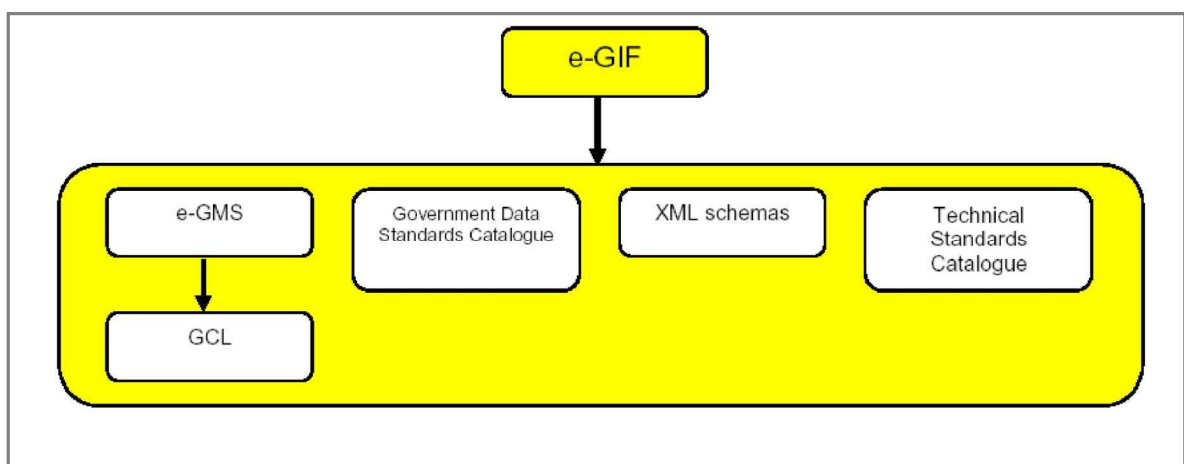 e-GIF
e-GMS
GCL
Government Data
Standards Catalogue
XML schemas
Technical
Standards
Catalogue